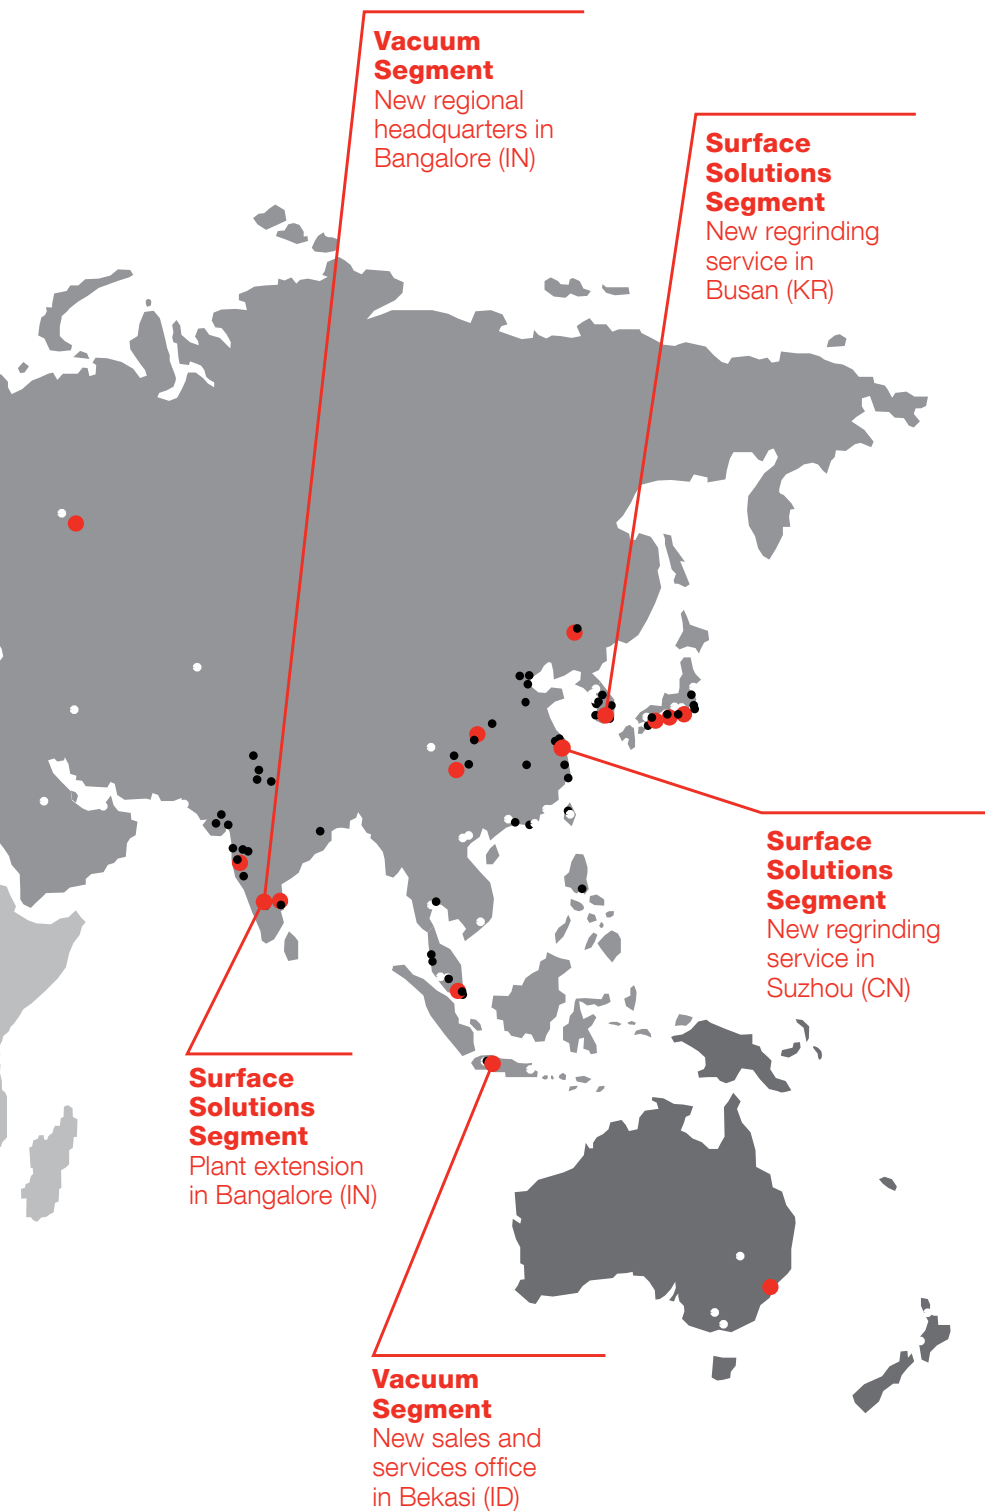 Vacuum
Segment
New regional
headquarters in
Bangalore (IN)
Surface
Solutions
Segment
New regrinding
service in
Busan (KR)
Surface
Solutions
Segment
New regrinding
service in
Suzhou (CN)
Surface
Solutions
Segment
Plant extension
in Bangalore (IN)
Vacuum
Segment
New sales and
services office
in Bekasi (ID)